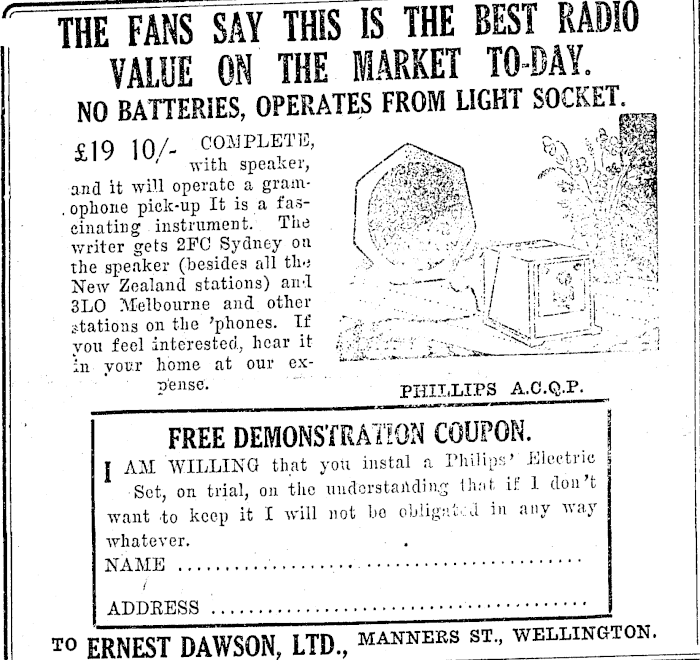 THE FANS SAY THIS IS THE BEST RADIO
VALUE ON THE MARKET TO-DAY.
NO BATTERIES, OPERATES FROM LIGHT SOCKET.
£19 10/- COMPLETE,
with speaker,
and it will operate a gram-
ophone pick-up It is a fas-
cinating instrument. The
writer gets 2FC Sydney on
the speaker (besides all the
New Zealand stations) and
3LO Melbourne and other
stations on the 'phones. If
you feel interested, hear it
in your home at our ex-
pense.
PHILLIPS A.C.Q.P.
FREE DEMONSTRATION COUPON.
I AM WILLING that you instal a Philips' Electric
Set, on trial, on the understanding that if I don't
want to keep it I will not be obligated in any way
whatever.
NAME ............................................
ADDRESS ........................................
TO ERNEST DAWSON, LTD., MANNERS ST., WELLINGTON.